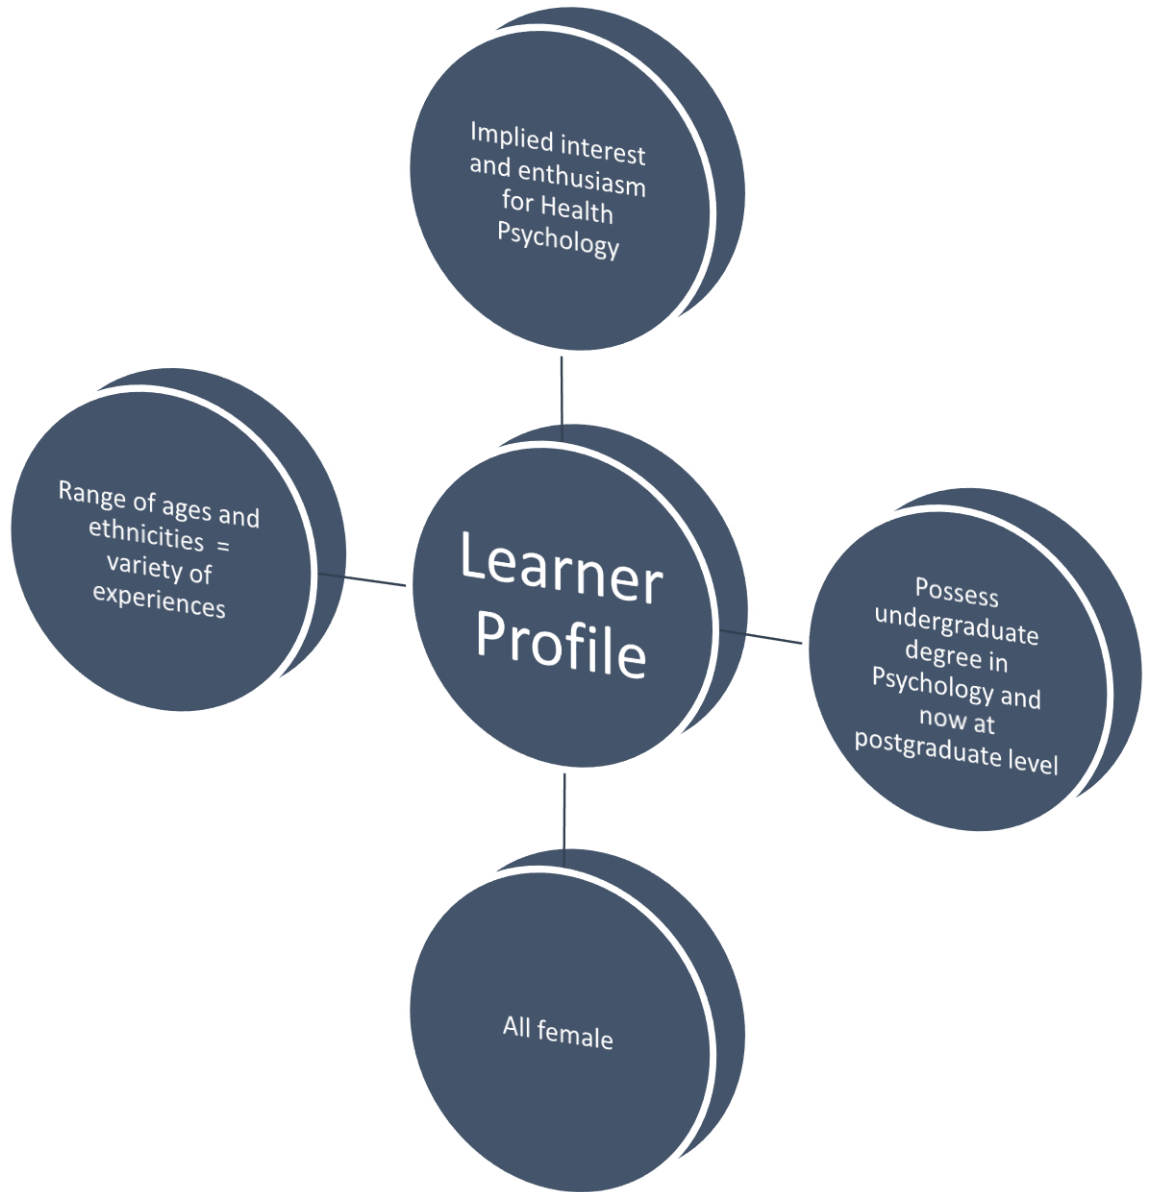 Implied interest
and enthusiasm
for Health
Psychology
Range of ages and
ethnicities =
variety of
experiences
Learner
Profile
Possess
undergraduate
degree in
Psychology and
now at
postgraduate level
All female